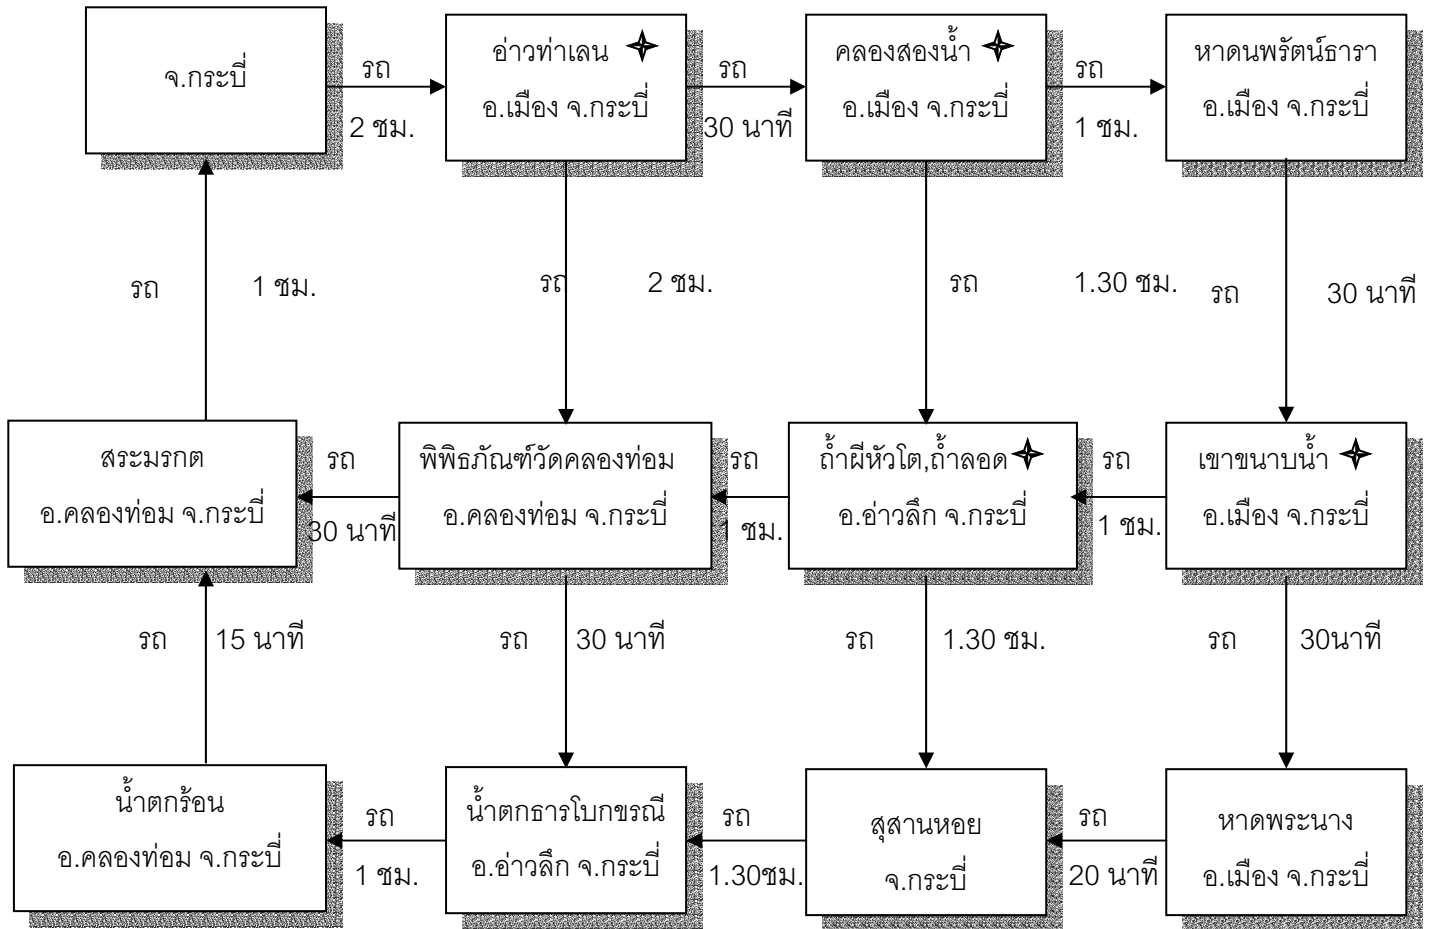 จ.กระบี่
รถ
2 ชม.
อ่าวท่าเลน
อ.เมือง จ.กระบี่
รถ
30 นาที
คลองสองน้ำ
อ.เมือง จ.กระบี่
รถ
1 ชม.
หาดนพรัตน์ธารา
อ.เมือง จ.กระบี่
รถ
1 ชม.
รถ
2 ชม.
รถ
1.30 ชม.
รถ
30 นาที
สระมรกต
อ.คลองท่อม จ.กระบี่
รถ
30 นาที
พิพิธภัณฑ์วัดคลองท่อม
อ.คลองท่อม จ.กระบี่
รถ
1 ชม.
ถ้ำผีหัวโต,ถ้ำลอด
อ.อ่าวลึก จ.กระบี่
รถ
1 ชม.
เขาขนาบน้ำ
อ.เมือง จ.กระบี่
รถ
15 นาที
รถ
30 นาที
รถ
1.30 ชม.
รถ
30นาที
น้ำตกร้อน
อ.คลองท่อม จ.กระบี่
รถ
1 ชม.
น้ำตกธารโบกขรณี
อ.อ่าวลึก จ.กระบี่
รถ
1.30ชม.
สุสานหอย
จ.กระบี่
รถ
20 นาที
หาดพระนาง
อ.เมือง จ.กระบี่